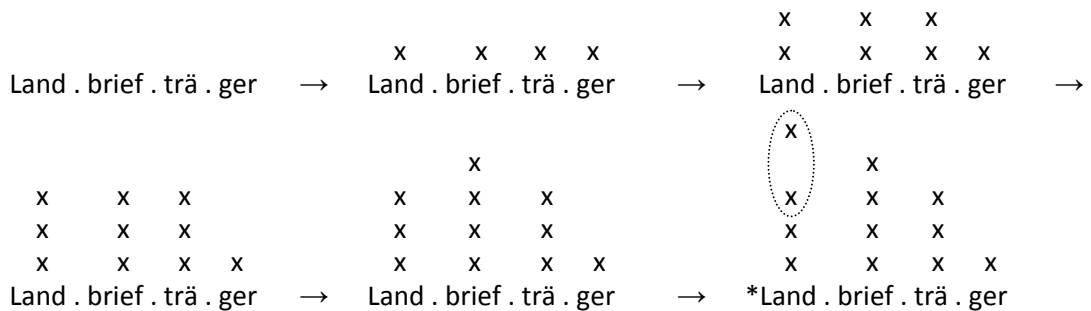 x x x
x x x x x x x x
Land . brief . trä . ger → Land . brief . trä . ger → Land . brief . trä . ger →
x
x x
x x x x x x x x x
x x x x x x x x x
x x x x x x x x x x x x
Land . brief . trä . ger → Land . brief . trä . ger → *Land . brief . trä . ger